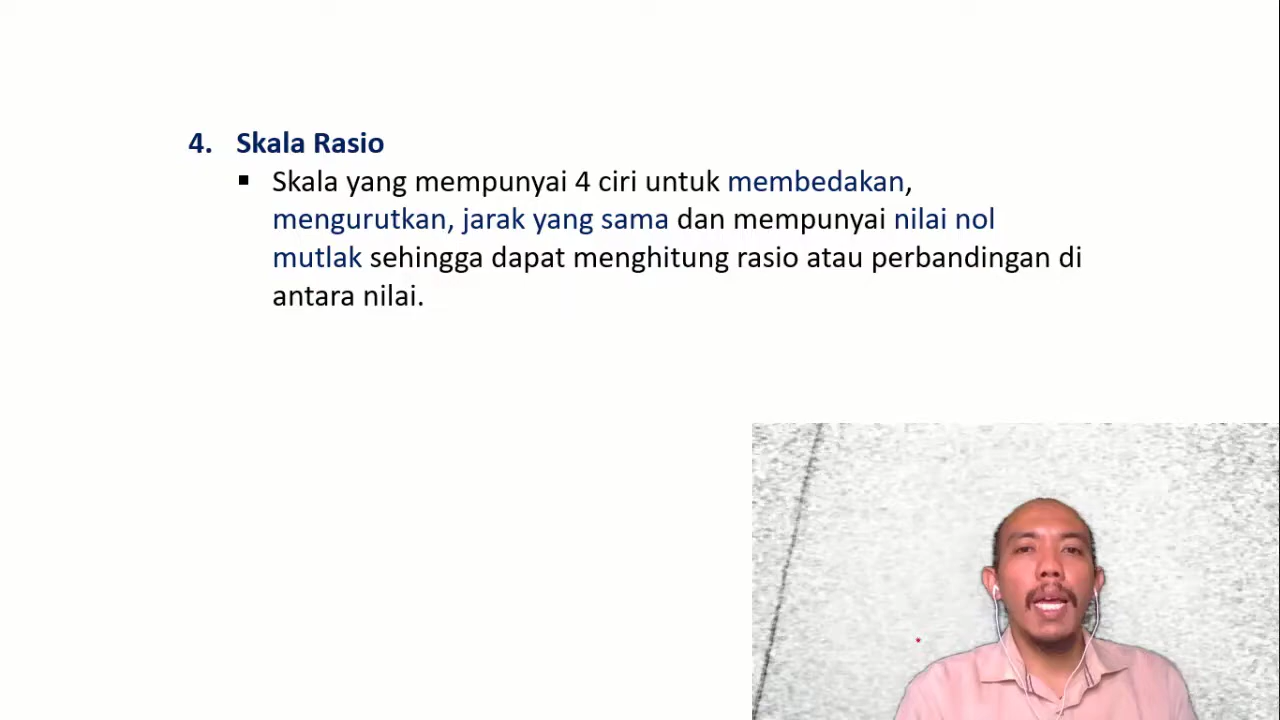 4. Skala Rasio
▪ Skala yang mempunyai 4 ciri untuk membedakan,
mengurutkan, jarak yang sama dan mempunyai nilai nol
mutlak sehingga dapat menghitung rasio atau perbandingan di
antara nilai.